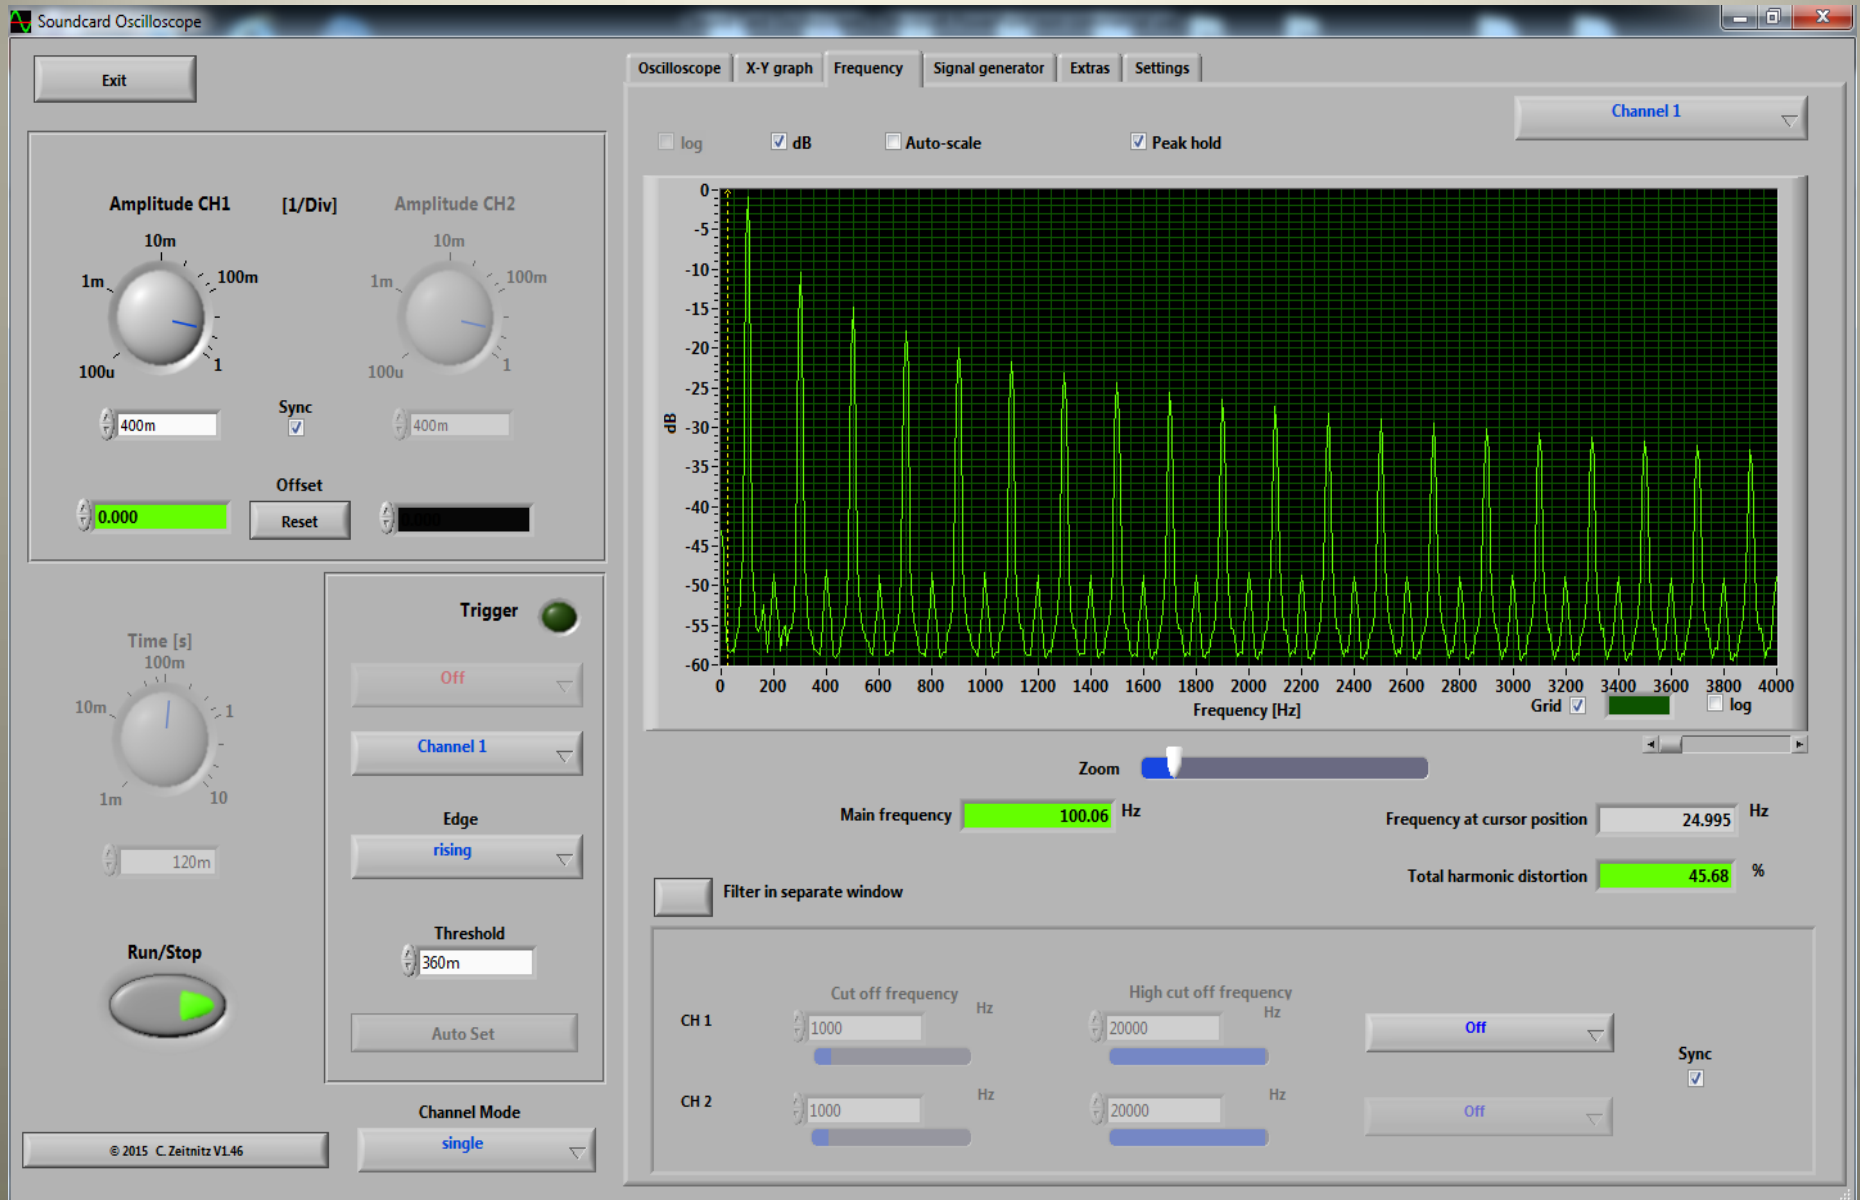 Soundcard Oscilloscope
Exit
Amplitude CH1
[1/Div]
Amplitude CH2
10m
1m
100m
100u
1
10m
1m
100m
100u
1
400m
Sync
400m
Offset
0.000
Reset
0.000
Time [s]
100m
10m
1
1m
10
120m
Run/Stop
Trigger
Off
Channel 1
Edge
rising
Threshold
360m
Auto Set
Channel Mode
single
© 2015 C. Zeitnitz V1.46
Oscilloscope X-Y graph Frequency Signal generator Extras Settings
Channel 1
log dB Auto-scale Peak hold
0
-5
-10
-15
-20
-25
-30
-35
-40
-45
-50
-55
-60
dB
0 200 400 600 800 1000 1200 1400 1600 1800 2000 2200 2400 2600 2800 3000 3200 3400 3600 3800 4000
Frequency [Hz]
Grid
log
Zoom
Main frequency 100.06 Hz
Frequency at cursor position 24.995 Hz
Total harmonic distortion 45.68 %
Filter in separate window
Cut off frequency
High cut off frequency
CH 1
1000 Hz
20000 Hz
Off
Sync
CH 2
1000 Hz
20000 Hz
Off